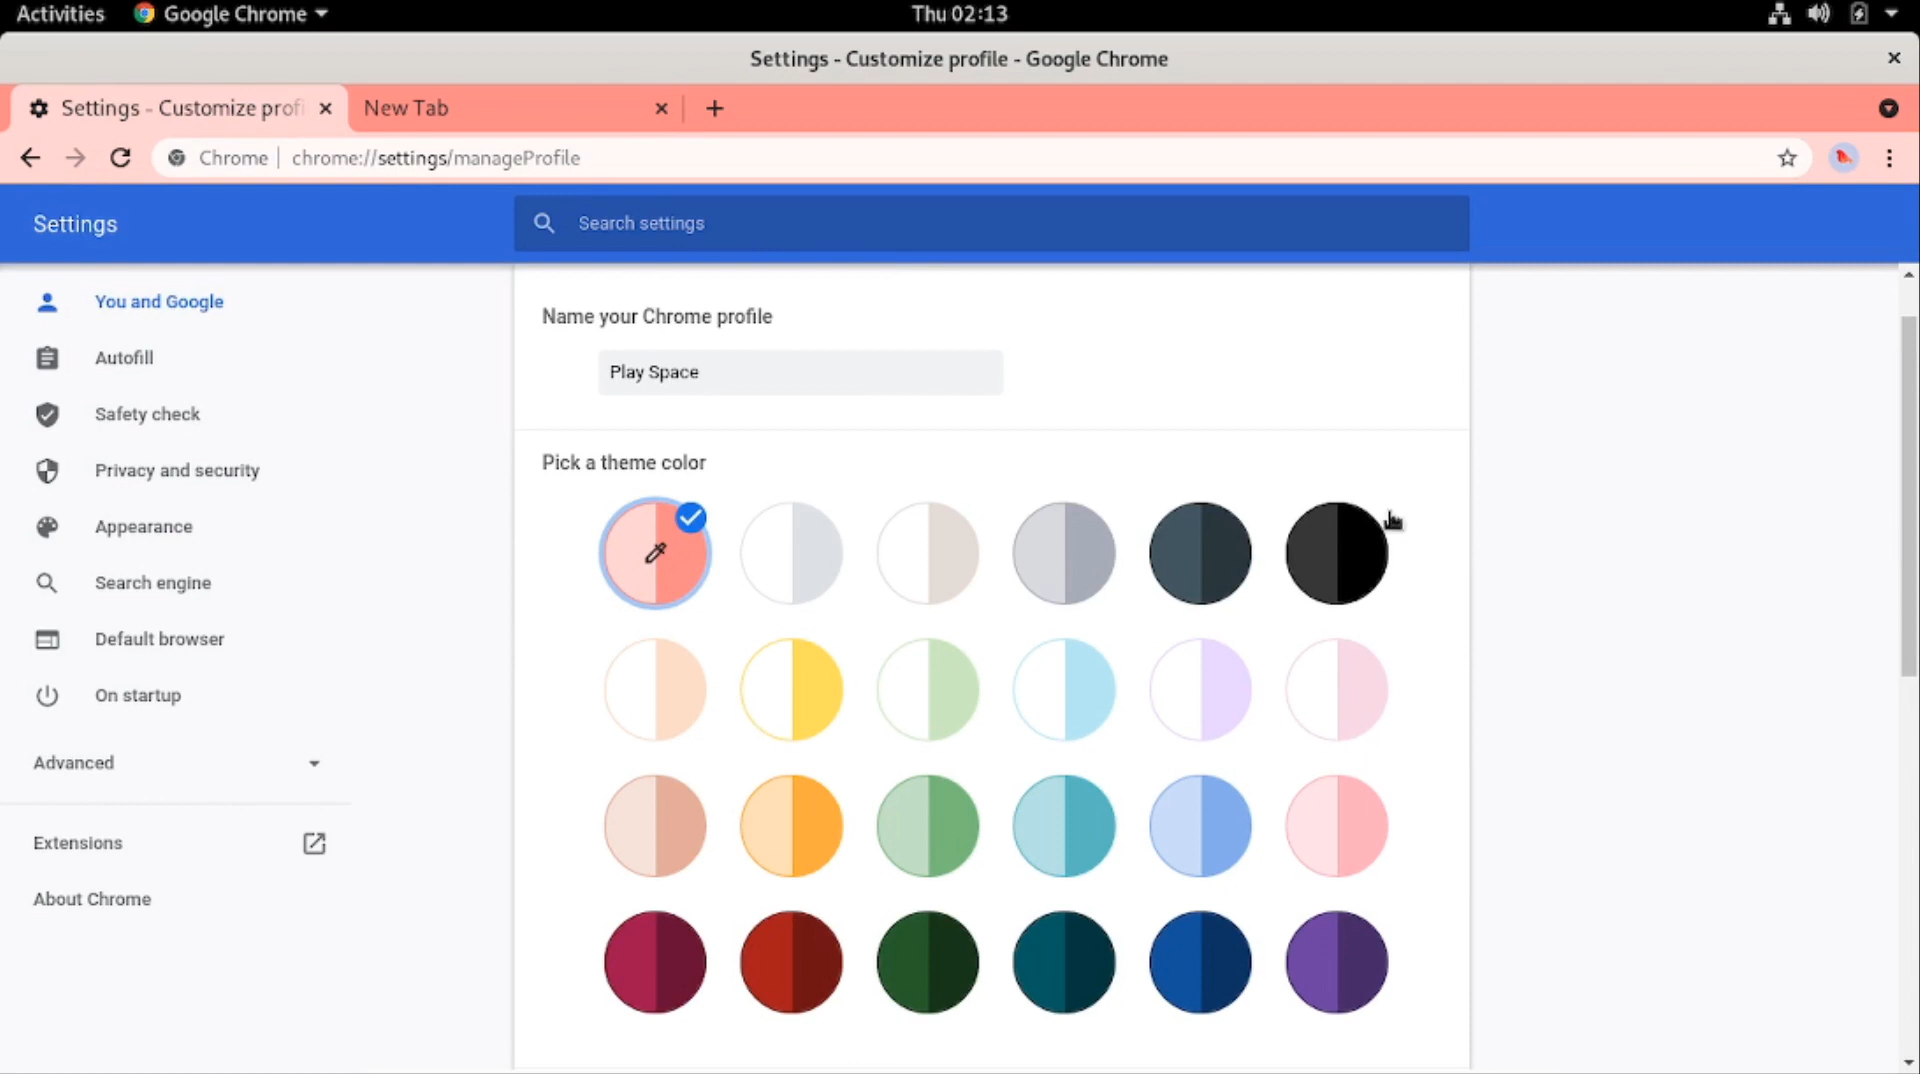 Activities Google Chrome Thu 02:13
Settings - Customize profile - Google Chrome
Settings - Customize profi New Tab
Chrome chrome://settings/manageProfile
Settings Search settings
You and Google
Autofill
Safety check
Privacy and security
Appearance
Search engine
Default browser
On startup
Advanced
Extensions
About Chrome
Name your Chrome profile
Play Space
Pick a theme color